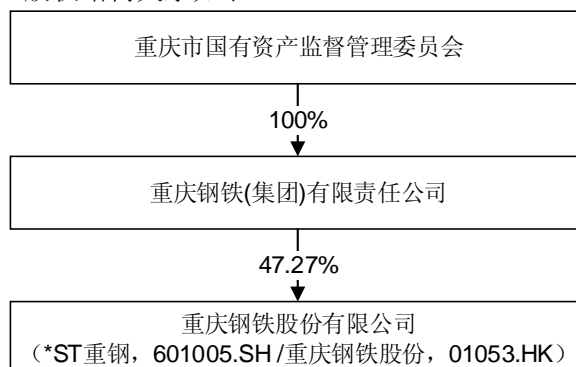 重庆市国有资产监督管理委员会
100%
重庆钢铁(集团)有限责任公司
47.27%
重庆钢铁股份有限公司
（*ST重钢，601005.SH /重庆钢铁股份，01053.HK）